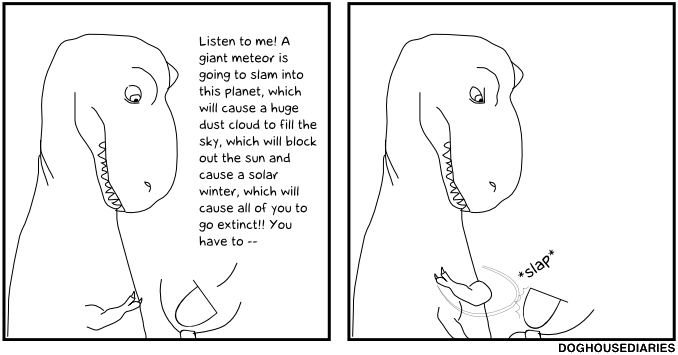 Listen to me! A
giant meteor is
going to slam into
this planet, which
will cause a huge
dust cloud to fill the
sky, which will block
out the sun and
cause a solar
winter, which will
cause all of you to
go extinct!! You
have to --
*slap*
DOGHOUSEDIARIES